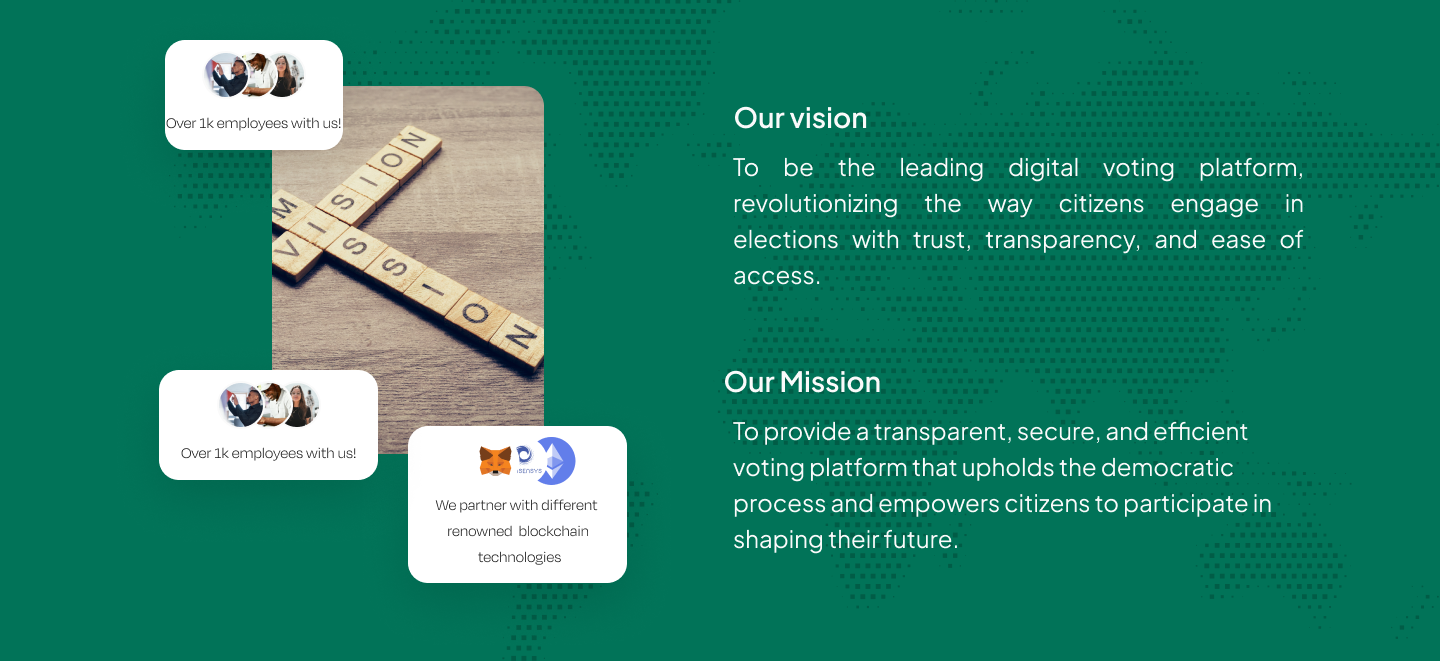 Over 1k employees with us!
VISION
M
SSION
Over 1k employees with us!
We partner with different
renowned blockchain
technologies
Our vision
To be the leading digital voting platform,
revolutionizing the way citizens engage in
elections with trust, transparency, and ease of
access.
Our Mission
To provide a transparent, secure, and efficient
voting platform that upholds the democratic
process and empowers citizens to participate in
shaping their future.